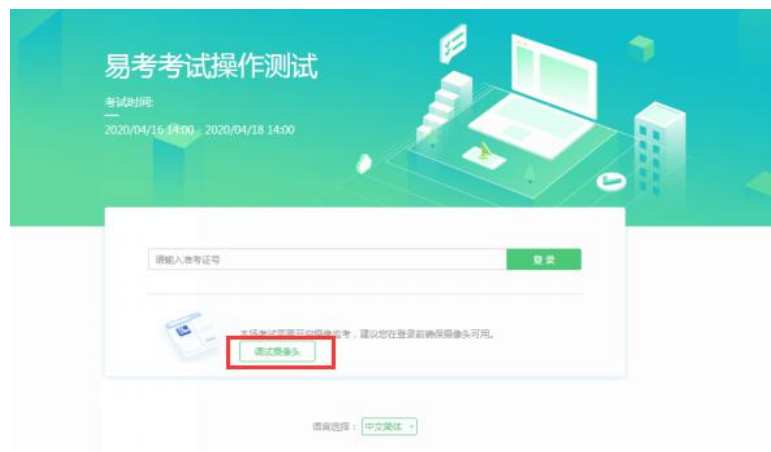 易考考试操作测试
考试时间:
2020/04/16 14:00 - 2020/04/18 14:00
请输入准考证号
登录
本场考试需要开启摄像监考，建议您在登录前确保摄像头可用。
调试摄像头
语言选择： 中文简体